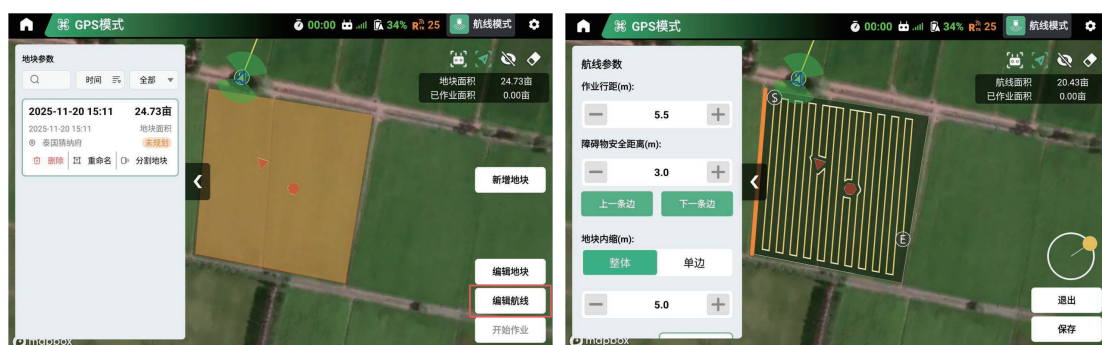 GPS模式
00:00
34%
25
航线模式
地块参数
时间
全部
2025-11-20 15:11
24.73亩
2025-11-20 15:11
地块面积
泰国猜纳府
未规划
删除
重命名
分割地块
地块面积 24.73亩
已作业面积 0.00亩
新增地块
编辑地块
编辑航线
开始作业
mapbox
GPS模式
00:00
34%
25
航线模式
航线参数
作业行距(m):
5.5
障碍物安全距离(m):
3.0
上一条边
下一条边
地块内缩(m):
整体
单边
5.0
航线面积 20.43亩
已作业面积 0.00亩
S
E
退出
保存
mapbox